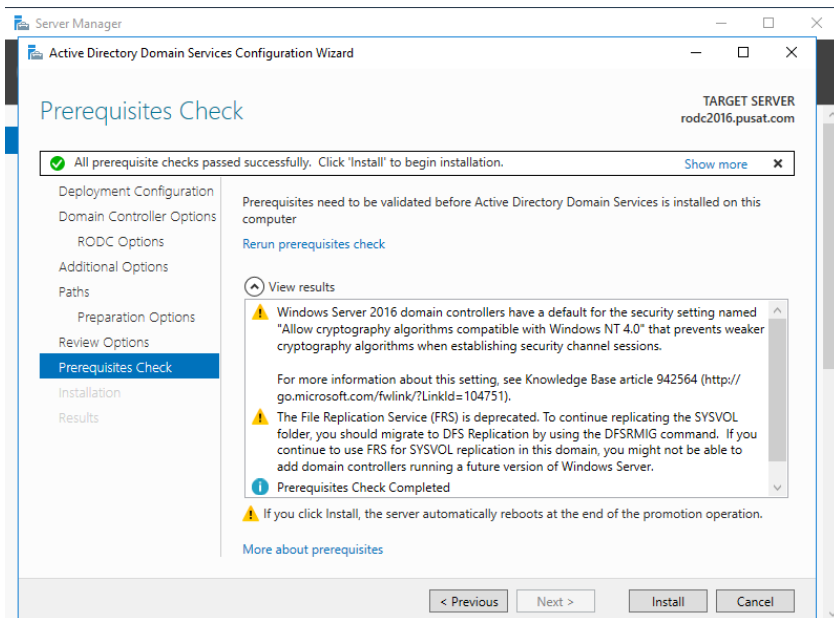 Server Manager
Active Directory Domain Services Configuration Wizard
Prerequisites Check
TARGET SERVER
rodc2016.pusat.com
All prerequisite checks passed successfully. Click 'Install' to begin installation.
Show more
Deployment Configuration
Domain Controller Options
RODC Options
Additional Options
Paths
Preparation Options
Review Options
Prerequisites Check
Installation
Results
Prerequisites need to be validated before Active Directory Domain Services is installed on this
computer
Rerun prerequisites check
View results
Windows Server 2016 domain controllers have a default for the security setting named
"Allow cryptography algorithms compatible with Windows NT 4.0" that prevents weaker
cryptography algorithms when establishing security channel sessions.
For more information about this setting, see Knowledge Base article 942564 (http://
go.microsoft.com/fwlink/?LinkId=104751).
The File Replication Service (FRS) is deprecated. To continue replicating the SYSVOL
folder, you should migrate to DFS Replication by using the DFSRMIG command. If you
continue to use FRS for SYSVOL replication in this domain, you might not be able to
add domain controllers running a future version of Windows Server.
Prerequisites Check Completed
If you click Install, the server automatically reboots at the end of the promotion operation.
More about prerequisites
< Previous
Next >
Install
Cancel